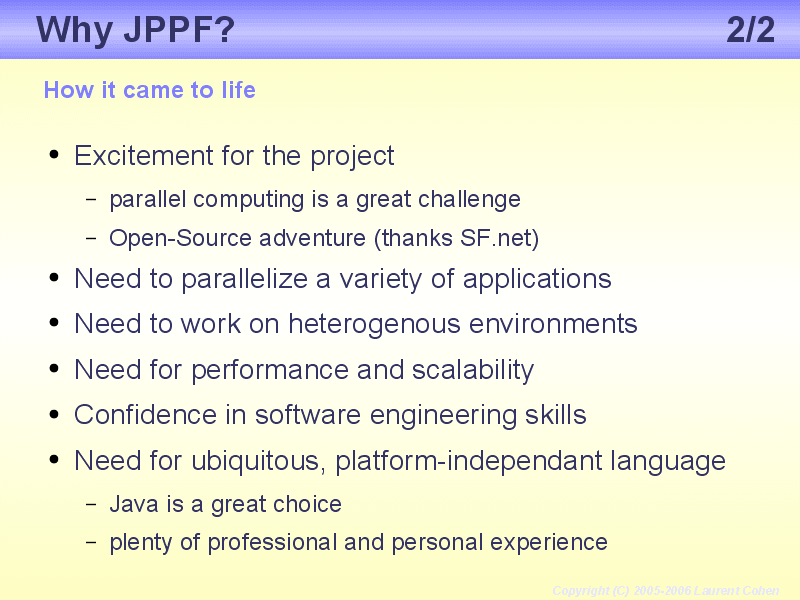 Why JPPF? 2/2
How it came to life
• Excitement for the project
– parallel computing is a great challenge
– Open-Source adventure (thanks SF.net)
• Need to parallelize a variety of applications
• Need to work on heterogenous environments
• Need for performance and scalability
• Confidence in software engineering skills
• Need for ubiquitous, platform-independant language
– Java is a great choice
– plenty of professional and personal experience
Copyright (C) 2005-2006 Laurent Cohen